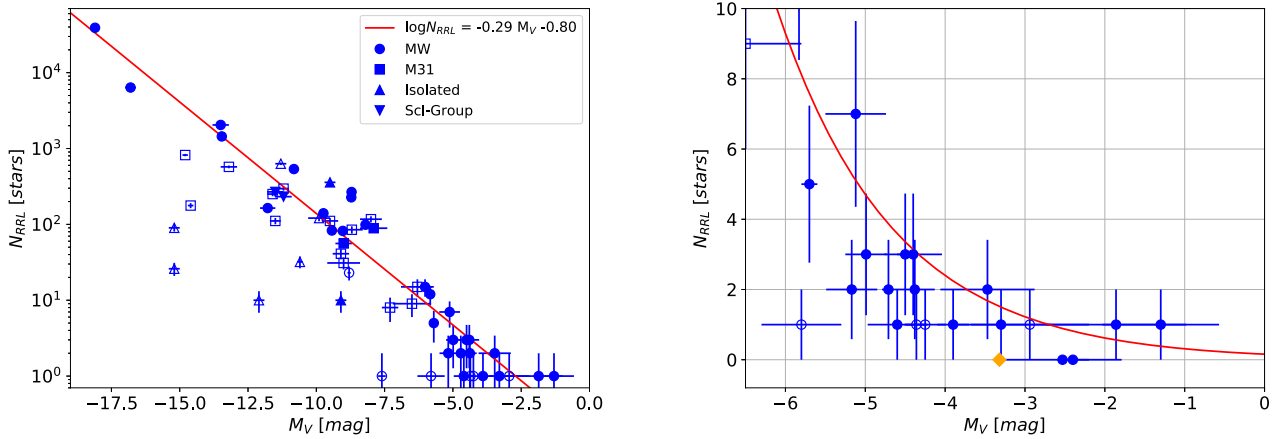 logN_RRL = -0.29 M_V -0.80
MW
M31
Isolated
Scl-Group
N_RRL [stars]
10^4
10^3
10^2
10^1
10^0
−17.5 −15.0 −12.5 −10.0 −7.5 −5.0 −2.5 0.0
M_V [mag]
N_RRL [stars]
10
8
6
4
2
0
−6 −5 −4 −3 −2 −1 0
M_V [mag]